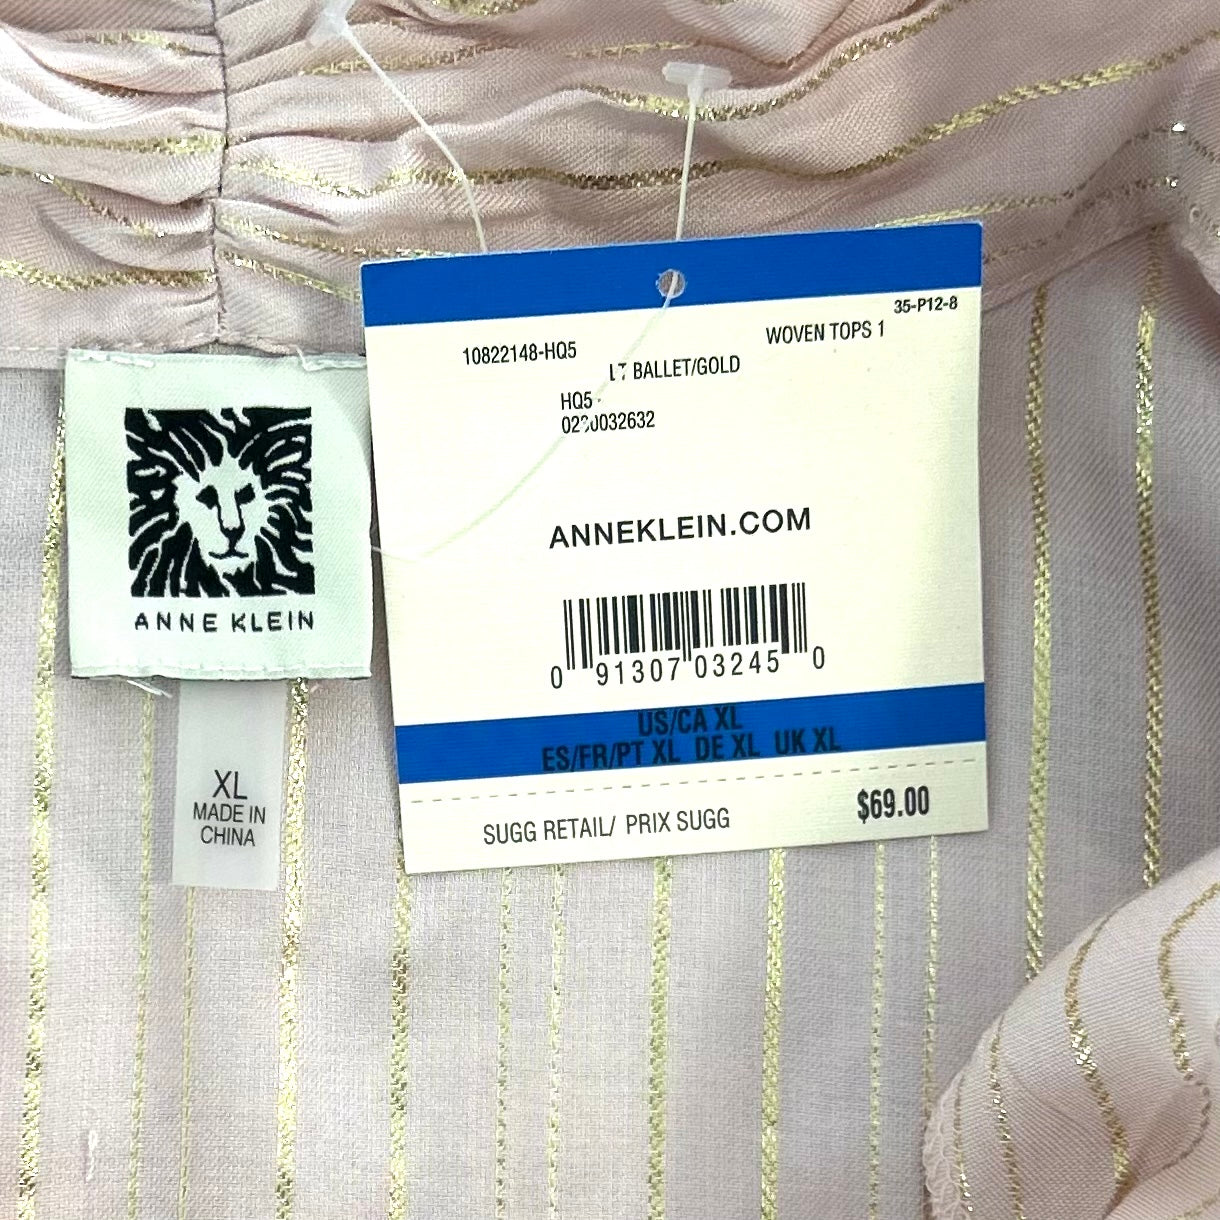 35-P12-8
WOVEN TOPS 1
10822148-HQ5
LT BALLET/GOLD
HQ5
ANNEKLEIN.COM
0 91307 03245 0
US/CA XL
ES/FR/PT XL DE XL UK XL
SUGG RETAIL/ PRIX SUGG $69.00
ANNE KLEIN
XL
MADE IN
CHINA